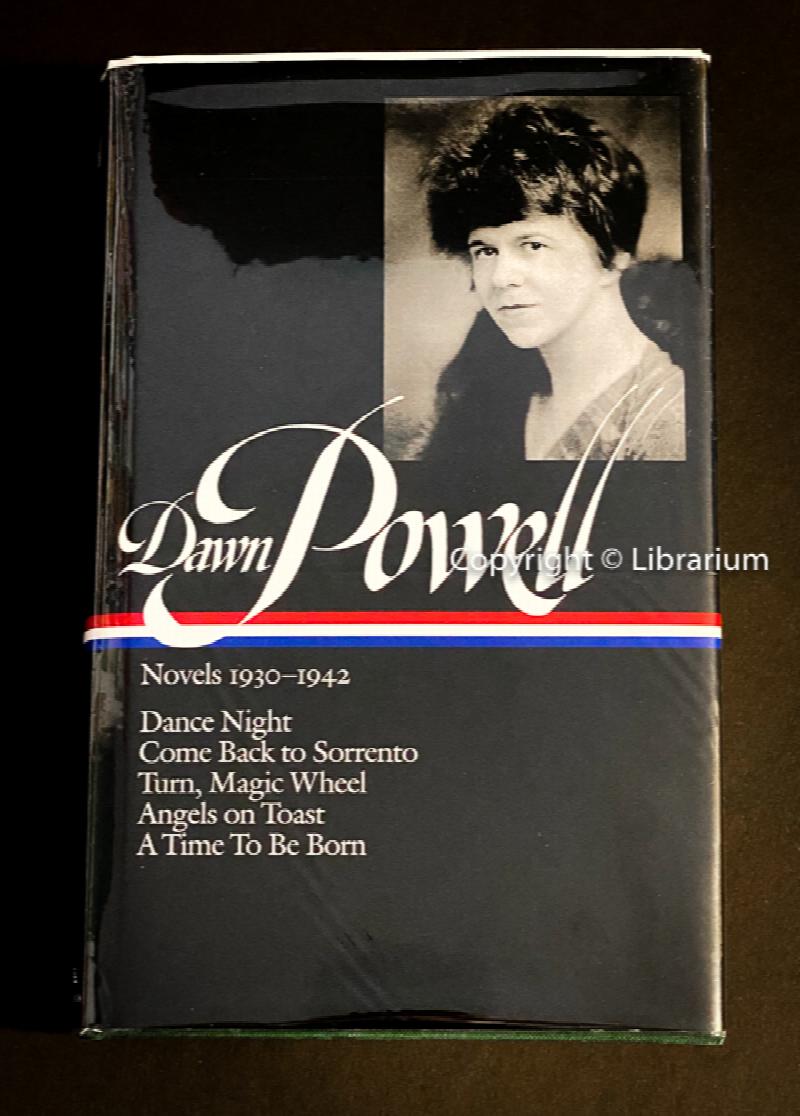 Dawn Powell
Copyright © Librarium
Novels 1930–1942
Dance Night
Come Back to Sorrento
Turn, Magic Wheel
Angels on Toast
A Time To Be Born